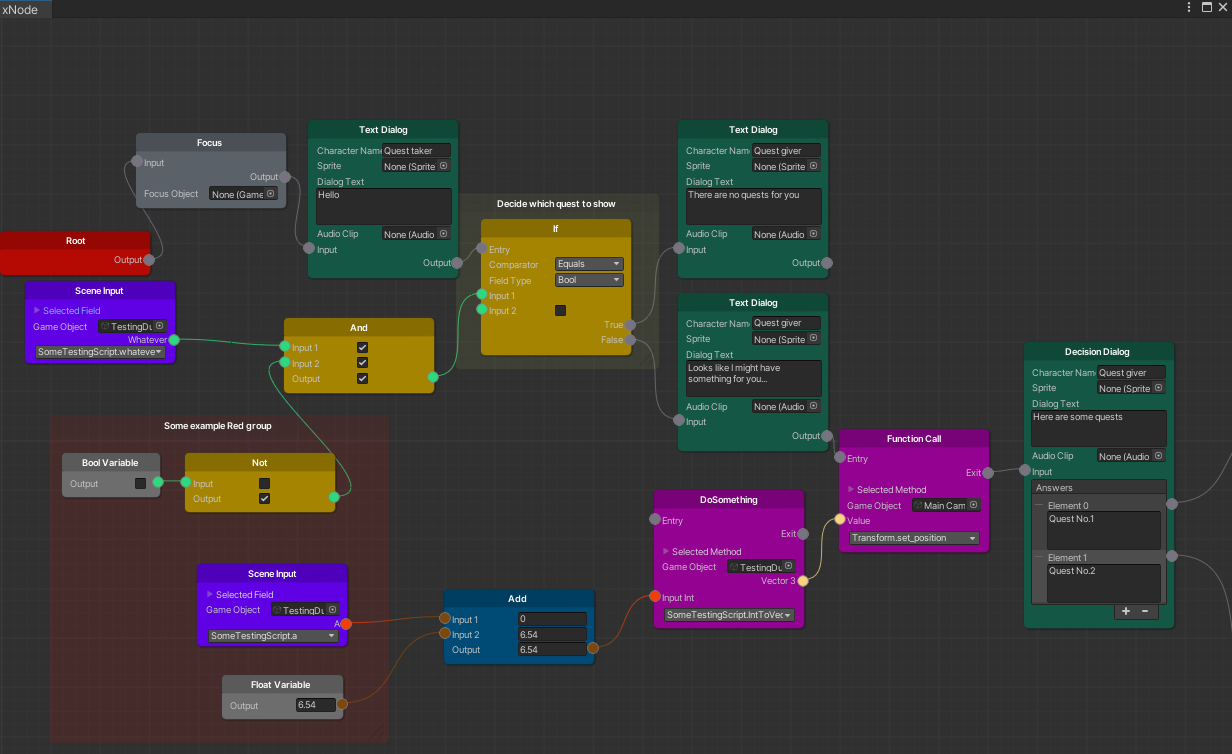 xNode
Focus
Input
Output
Focus Object None (Game
Root
Output
Scene Input
Selected Field
Game Object TestingDu
Whatever
SomeTestingScript.whateve
Text Dialog
Character Name Quest taker
Sprite None (Sprite
Dialog Text
Hello
Audio Clip None (Audio
Input
Output
Decide which quest to show
If
Entry
Comparator Equals
Field Type Bool
Input 1
Input 2
True
False
And
Input 1
Input 2
Output
Text Dialog
Character Name Quest giver
Sprite None (Sprite
Dialog Text
There are no quests for you
Audio Clip None (Audio
Input
Output
Text Dialog
Character Name Quest giver
Sprite None (Sprite
Dialog Text
Looks like I might have
something for you...
Audio Clip None (Audio
Input
Output
Some example Red group
Bool Variable
Output
Not
Input
Output
Scene Input
Selected Field
Game Object TestingDu
A
SomeTestingScript.a
Float Variable
Output 6.54
Add
Input 1 0
Input 2 6.54
Output 6.54
DoSomething
Entry
Exit
Selected Method
Game Object TestingDu
Vector 3
Input Int
SomeTestingScript.IntToVec
Function Call
Entry
Exit
Selected Method
Game Object Main Cam
Value
Transform.set_position
Decision Dialog
Character Name Quest giver
Sprite None (Sprite
Dialog Text
Here are some quests
Audio Clip None (Audio
Input
Answers
Element 0
Quest No.1
Element 1
Quest No.2
+ −